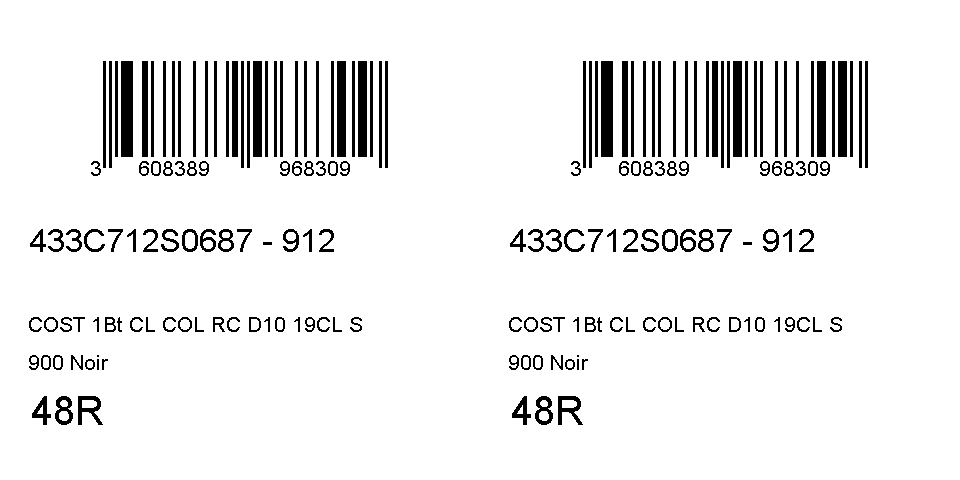 3 608389 968309
3 608389 968309
433C712S0687 - 912
433C712S0687 - 912
COST 1Bt CL COL RC D10 19CL S
COST 1Bt CL COL RC D10 19CL S
900 Noir
900 Noir
48R
48R